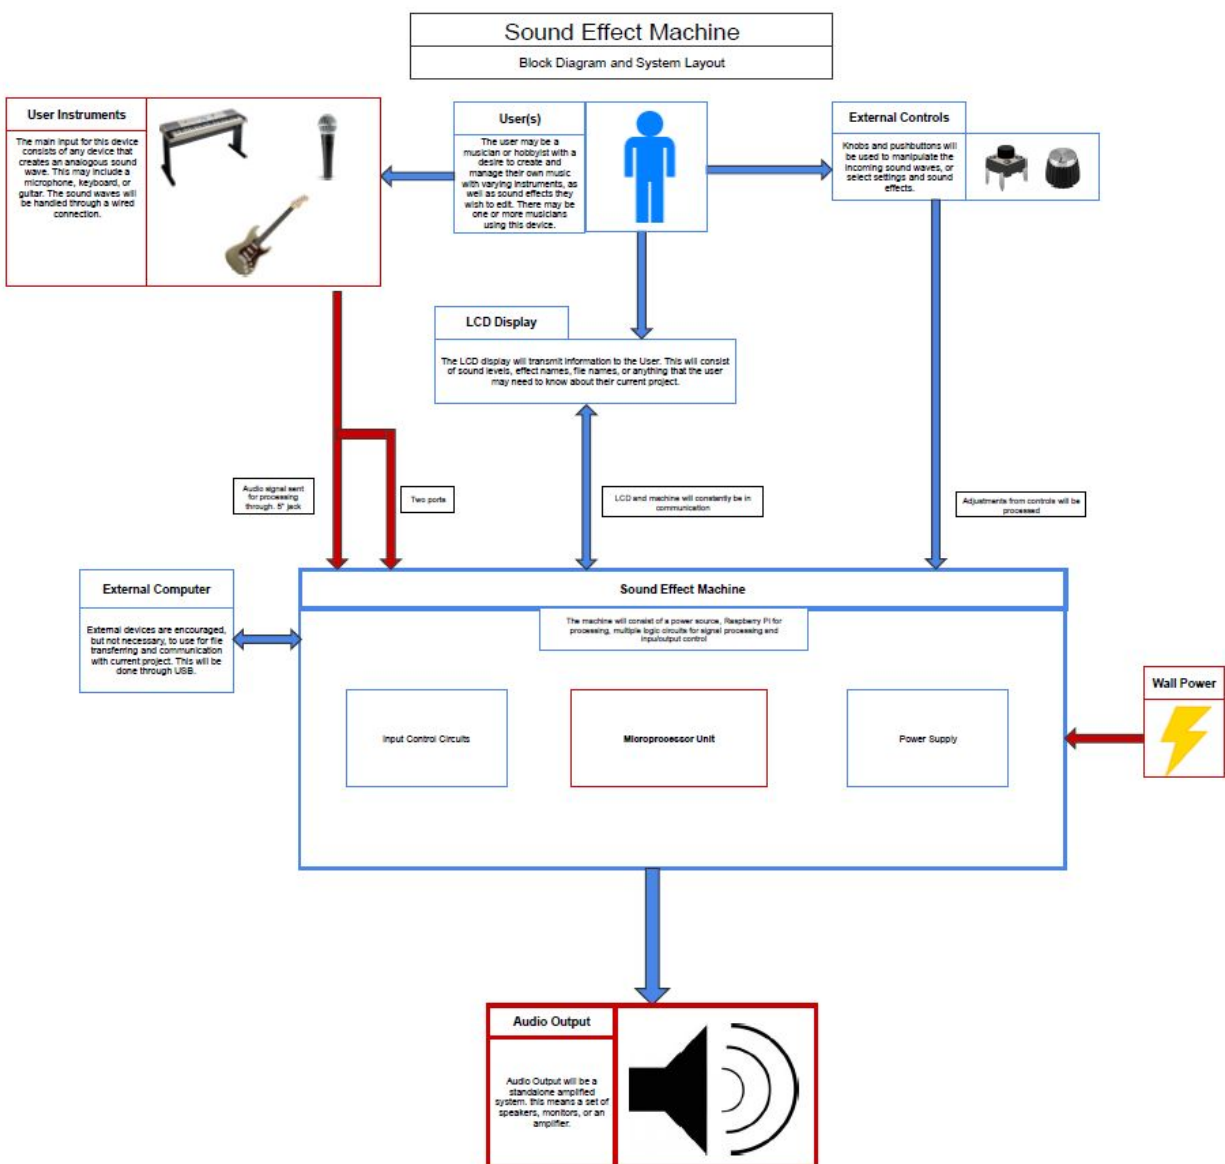 Sound Effect Machine
Block Diagram and System Layout
User Instruments
The main input for this device
consists of any device that
creates an analogous sound
wave. This may include a
microphone, keyboard, or
guitar. The sound waves will
be handled through a wired
connection.
User(s)
The user may be a
musician or hobbyist with a
desire to create and
manage their own music
with varying instruments, as
well as sound effects they
wish to edit. There may be
one or more musicians
using this device.
External Controls
Knobs and pushbuttons will
be used to manipulate the
incoming sound waves, or
select settings and sound
effects.
LCD Display
The LCD display will transmit information to the User. This will consist
of sound levels, effect names, file names, or anything that the user
may need to know about their current project.
Audio signal sent
for processing
through. 5" jack
Two ports
LCD and machine will constantly be in
communication
Adjustments from controls will be
processed
External Computer
External devices are encouraged,
but not necessary, to use for file
transferring and communication
with current project. This will be
done through USB.
Sound Effect Machine
The machine will consist of a power source, Raspberry PI for
processing, multiple logic circuits for signal processing and
inpu/output control
Input Control Circuits
Microprocessor Unit
Power Supply
Wall Power
Audio Output
Audio Output will be a
standalone amplified
system. this means a set of
speakers, monitors, or an
amplifier.